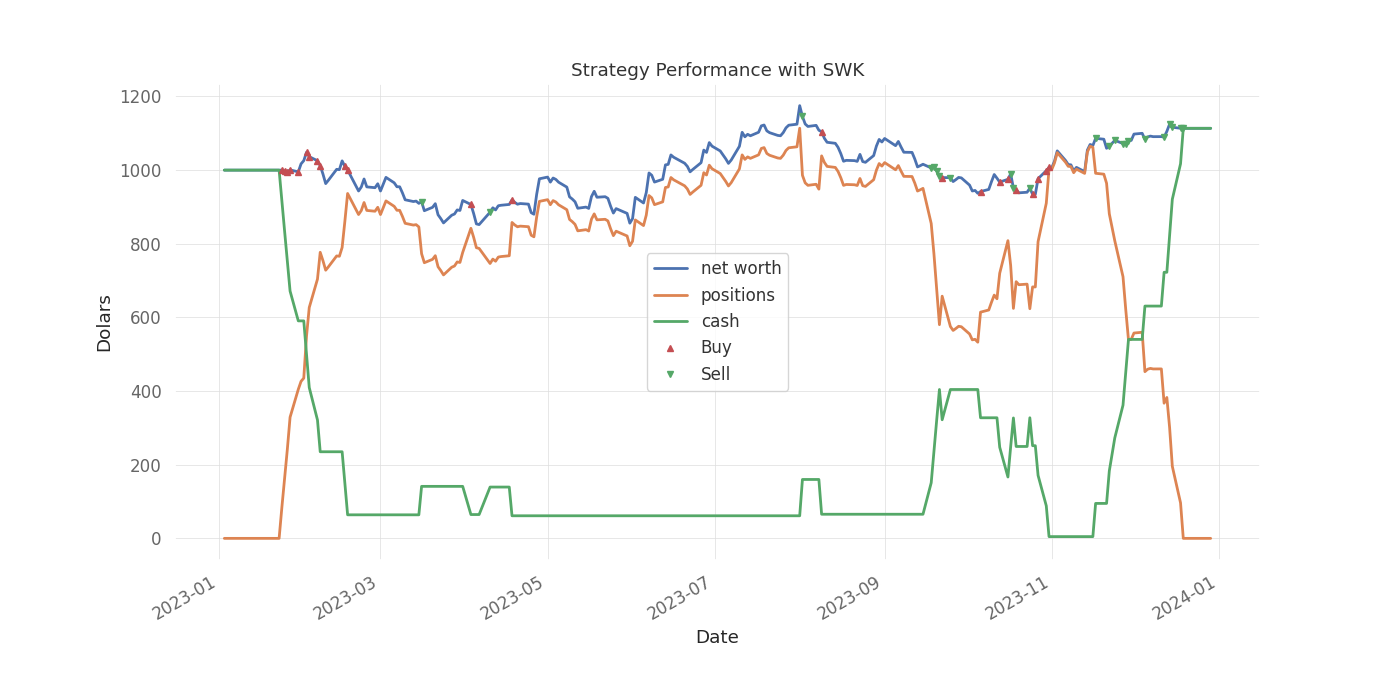 Strategy Performance with SWK
1200
1000
800
600
400
200
0
Dolars
net worth
positions
cash
Buy
Sell
2023-01
2023-03
2023-05
2023-07
2023-09
2023-11
2024-01
Date